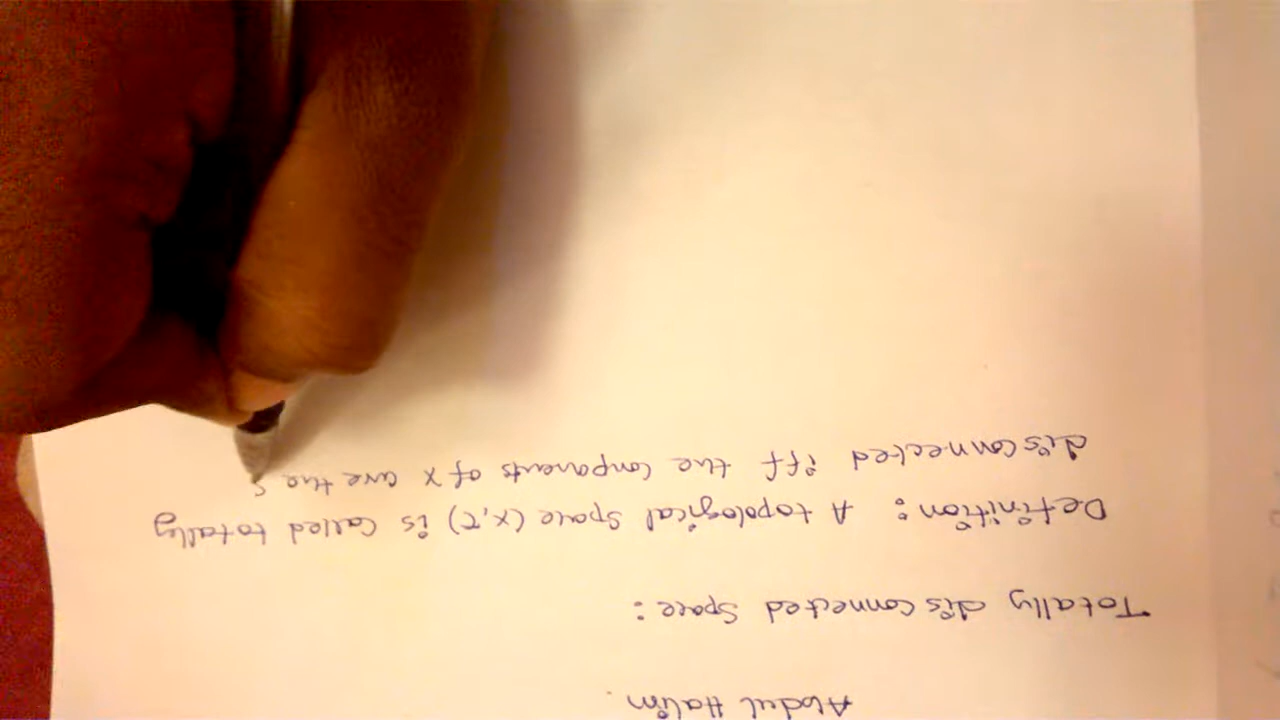 Abdul Halim.
Totally disconnected Space:
Definition: A topological Space (X,τ) is called totally
disconnected iff the components of X are the